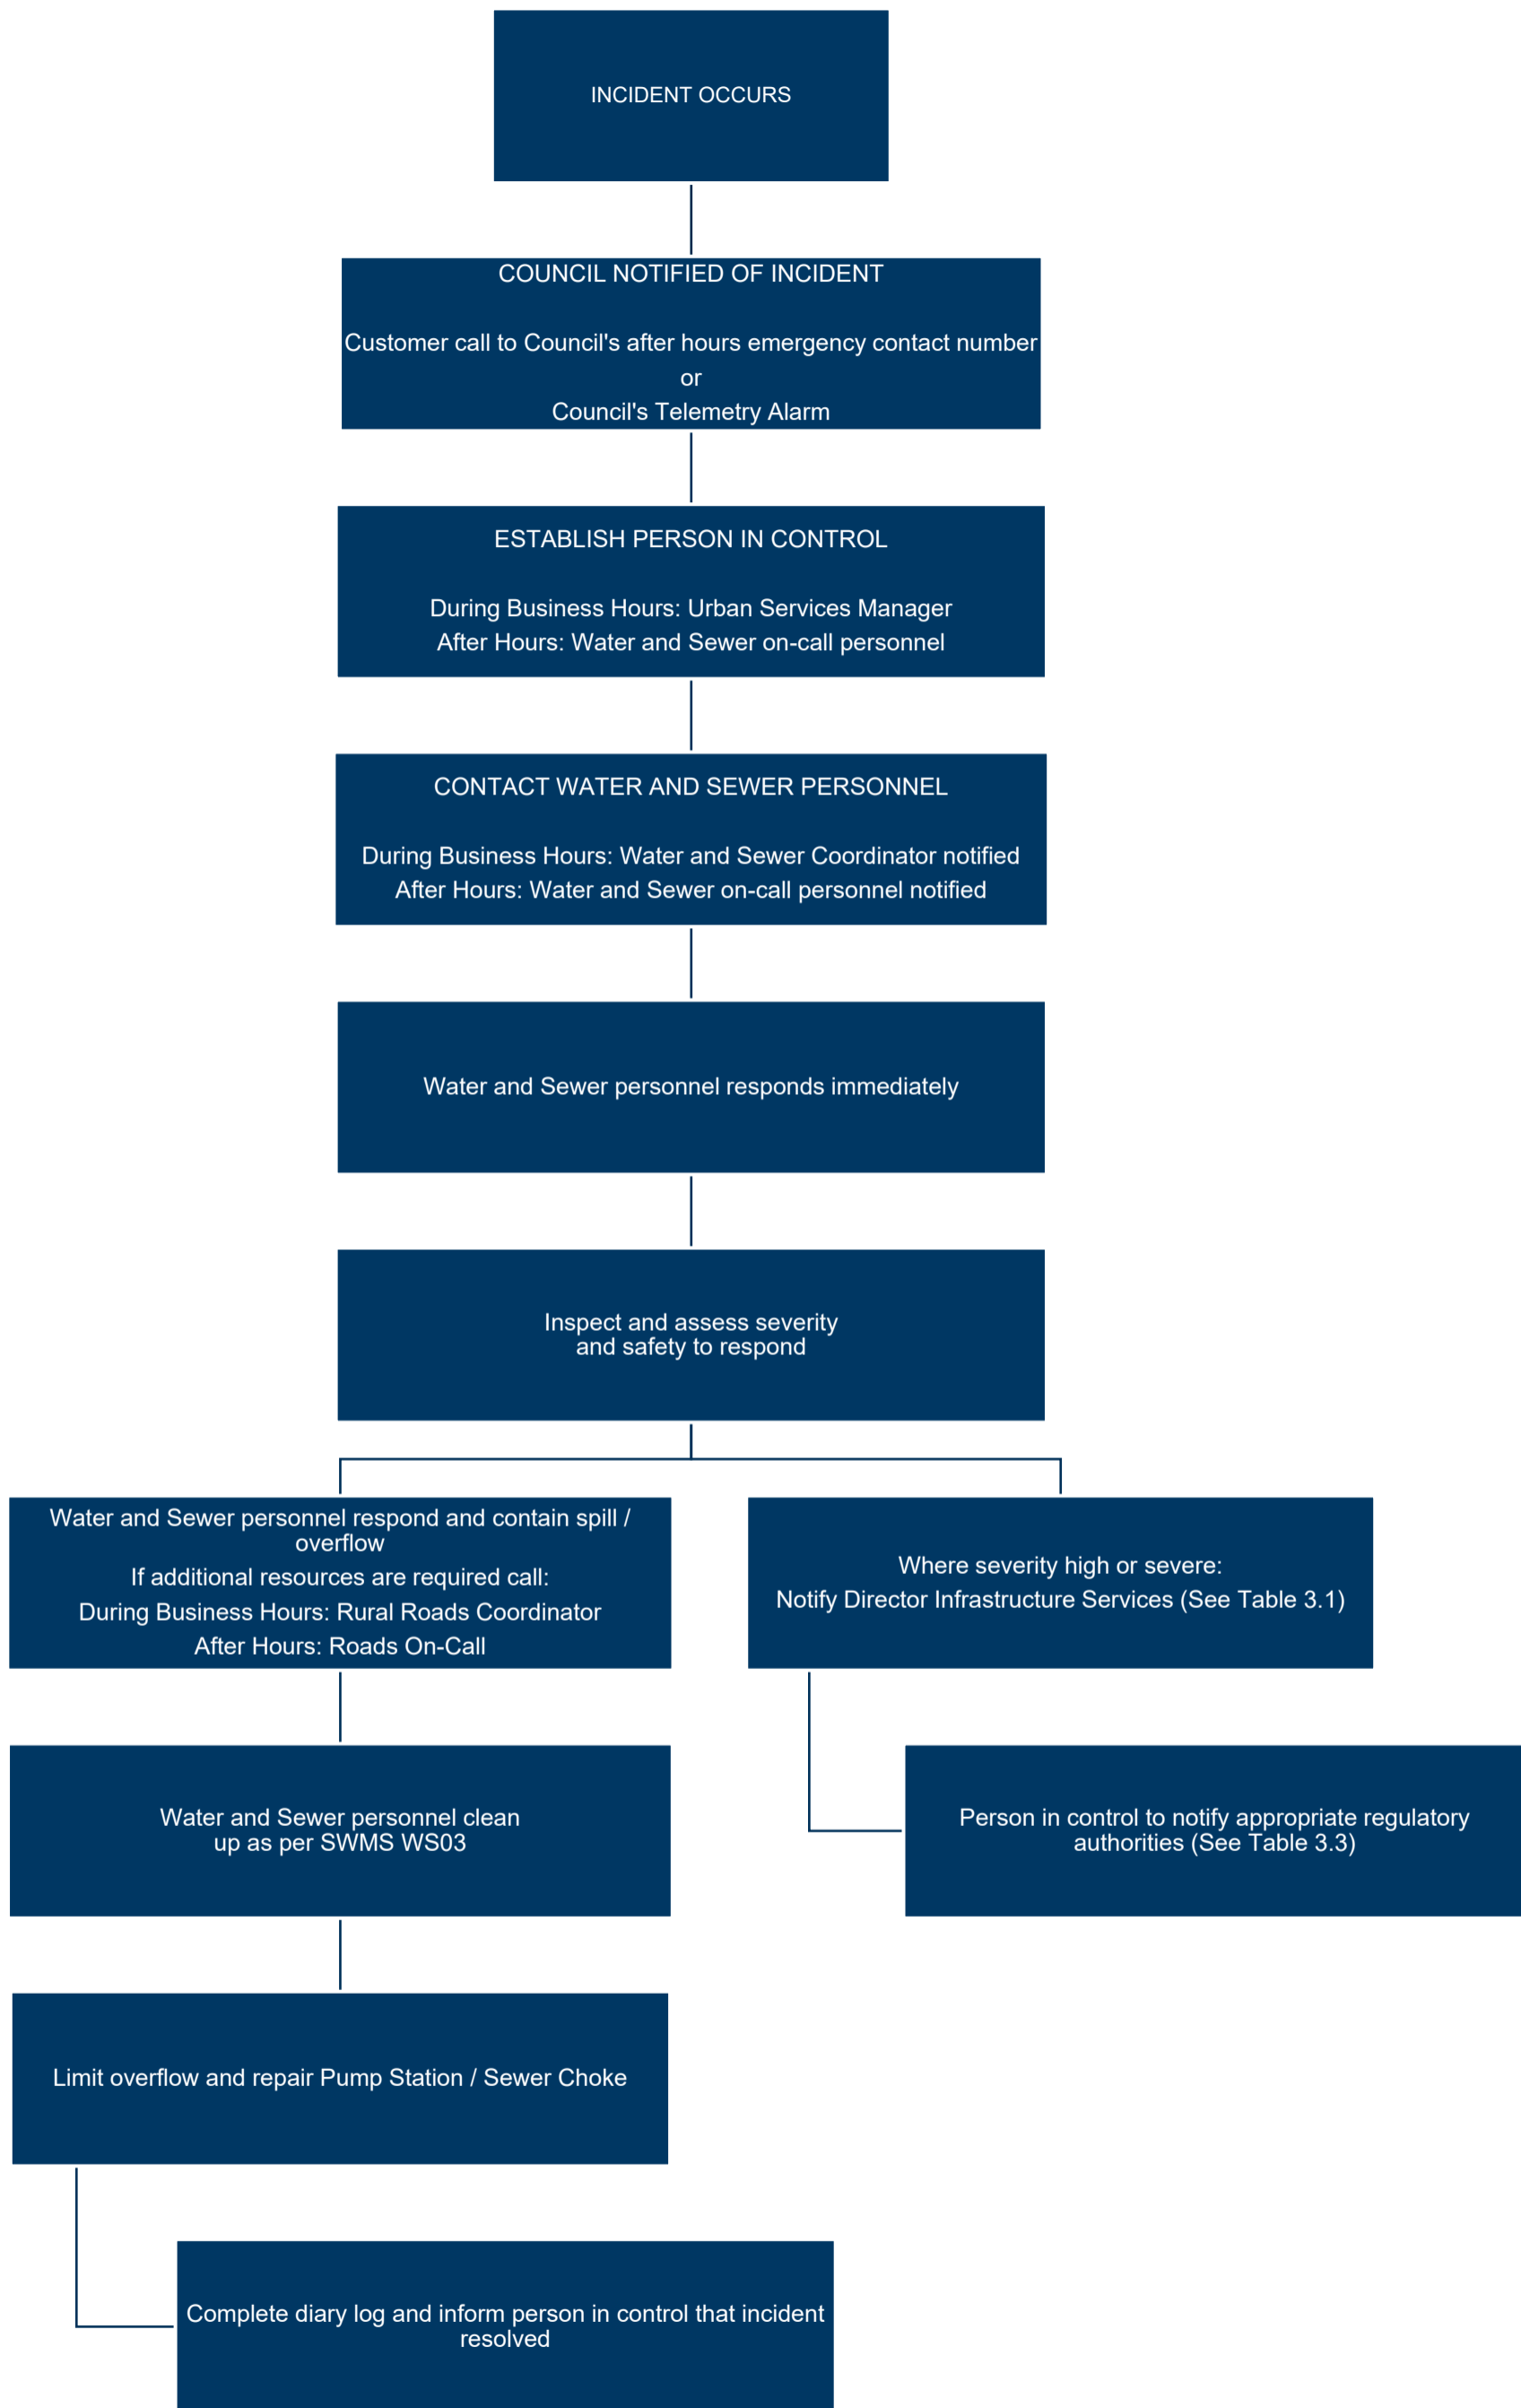 INCIDENT OCCURS
COUNCIL NOTIFIED OF INCIDENT
Customer call to Council's after hours emergency contact number
or
Council's Telemetry Alarm
ESTABLISH PERSON IN CONTROL
During Business Hours: Urban Services Manager
After Hours: Water and Sewer on-call personnel
CONTACT WATER AND SEWER PERSONNEL
During Business Hours: Water and Sewer Coordinator notified
After Hours: Water and Sewer on-call personnel notified
Water and Sewer personnel responds immediately
Inspect and assess severity
and safety to respond
Water and Sewer personnel respond and contain spill /
overflow
If additional resources are required call:
During Business Hours: Rural Roads Coordinator
After Hours: Roads On-Call
Where severity high or severe:
Notify Director Infrastructure Services (See Table 3.1)
Water and Sewer personnel clean
up as per SWMS WS03
Person in control to notify appropriate regulatory
authorities (See Table 3.3)
Limit overflow and repair Pump Station / Sewer Choke
Complete diary log and inform person in control that incident
resolved